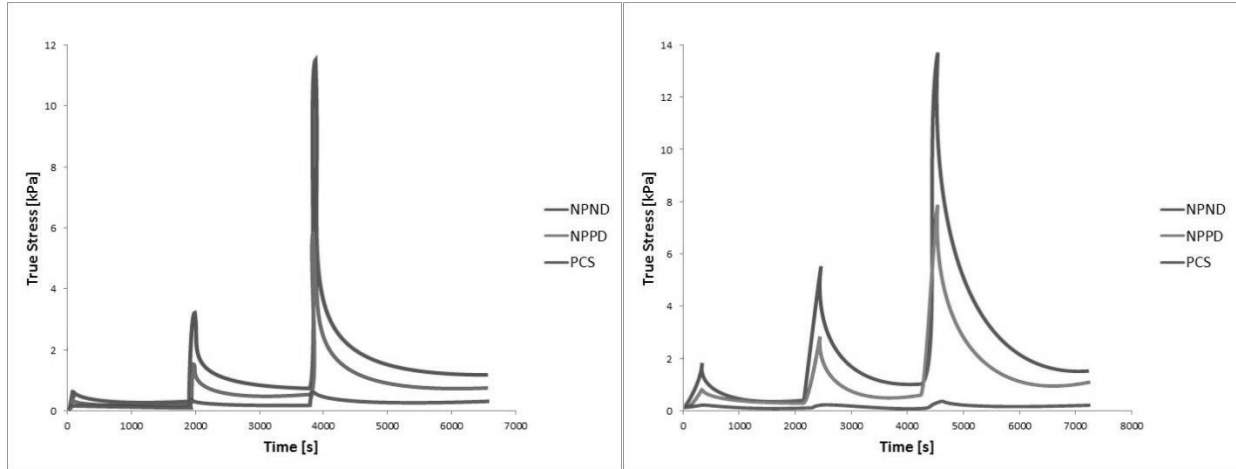 12
10
8
6
4
2
0
True Stress [kPa]
0 1000 2000 3000 4000 5000 6000 7000
Time [s]
NPND
NPPD
PCS
14
12
10
8
6
4
2
0
True Stress [kPa]
0 1000 2000 3000 4000 5000 6000 7000 8000
Time [s]
NPND
NPPD
PCS